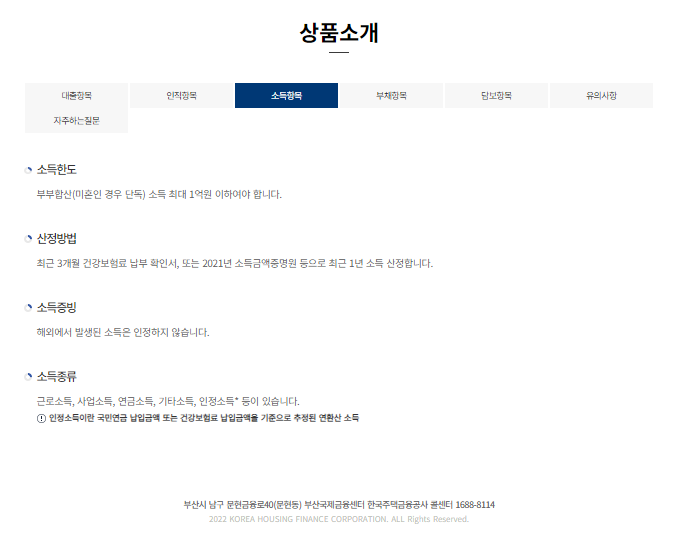 상품소개
대출항목
인적항목
소득항목
부채항목
담보항목
유의사항
자주하는질문
소득한도
부부합산(미혼인 경우 단독) 소득 최대 1억원 이하여야 합니다.
산정방법
최근 3개월 건강보험료 납부 확인서, 또는 2021년 소득금액증명원 등으로 최근 1년 소득 산정합니다.
소득증빙
해외에서 발생된 소득은 인정하지 않습니다.
소득종류
근로소득, 사업소득, 연금소득, 기타소득, 인정소득* 등이 있습니다.
인정소득이란 국민연금 납입금액 또는 건강보험료 납입금액을 기준으로 추정된 연환산 소득
부산시 남구 문현금융로40(문현동) 부산국제금융센터 한국주택금융공사 콜센터 1688-8114
2022 KOREA HOUSING FINANCE CORPORATION. ALL Rights Reserved.